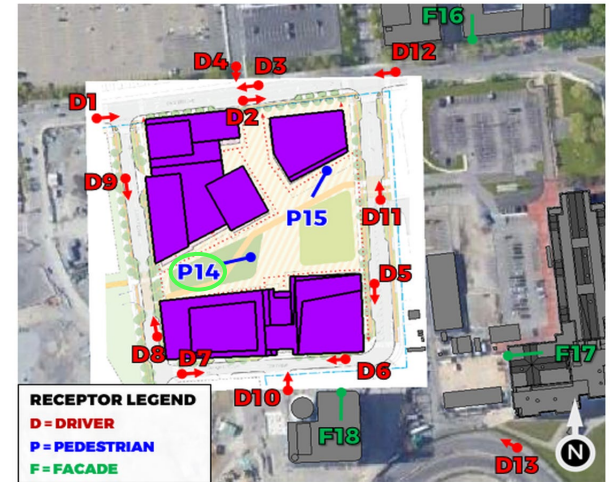 F16
D4
D3
D12
D1
D2
D9
P15
D11
P14
D5
D8
D7
D6
F17
D10
F18
D13
RECEPTOR LEGEND
D = DRIVER
P = PEDESTRIAN
F = FACADE
N